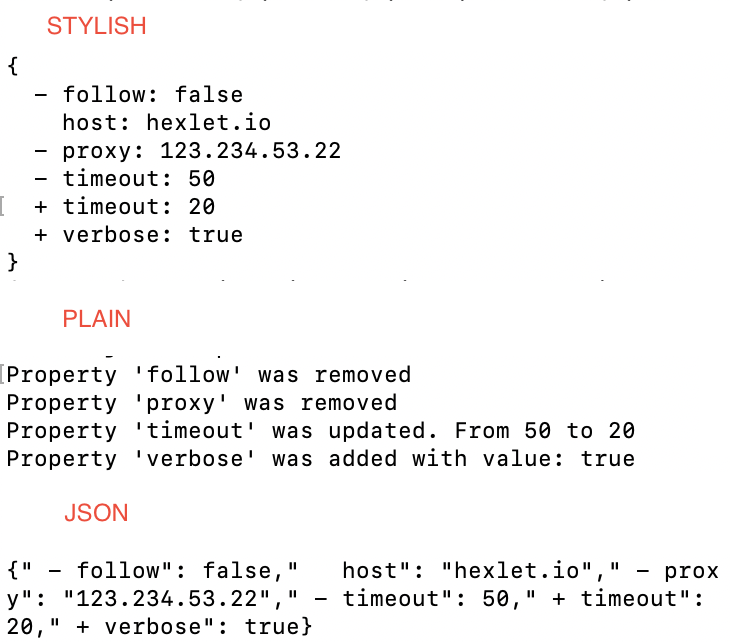 STYLISH
{
  - follow: false
    host: hexlet.io
  - proxy: 123.234.53.22
  - timeout: 50
  + timeout: 20
  + verbose: true
}
PLAIN
Property 'follow' was removed
Property 'proxy' was removed
Property 'timeout' was updated. From 50 to 20
Property 'verbose' was added with value: true
JSON
{" - follow": false,"   host": "hexlet.io"," - prox
y": "123.234.53.22"," - timeout": 50," + timeout":
20," + verbose": true}